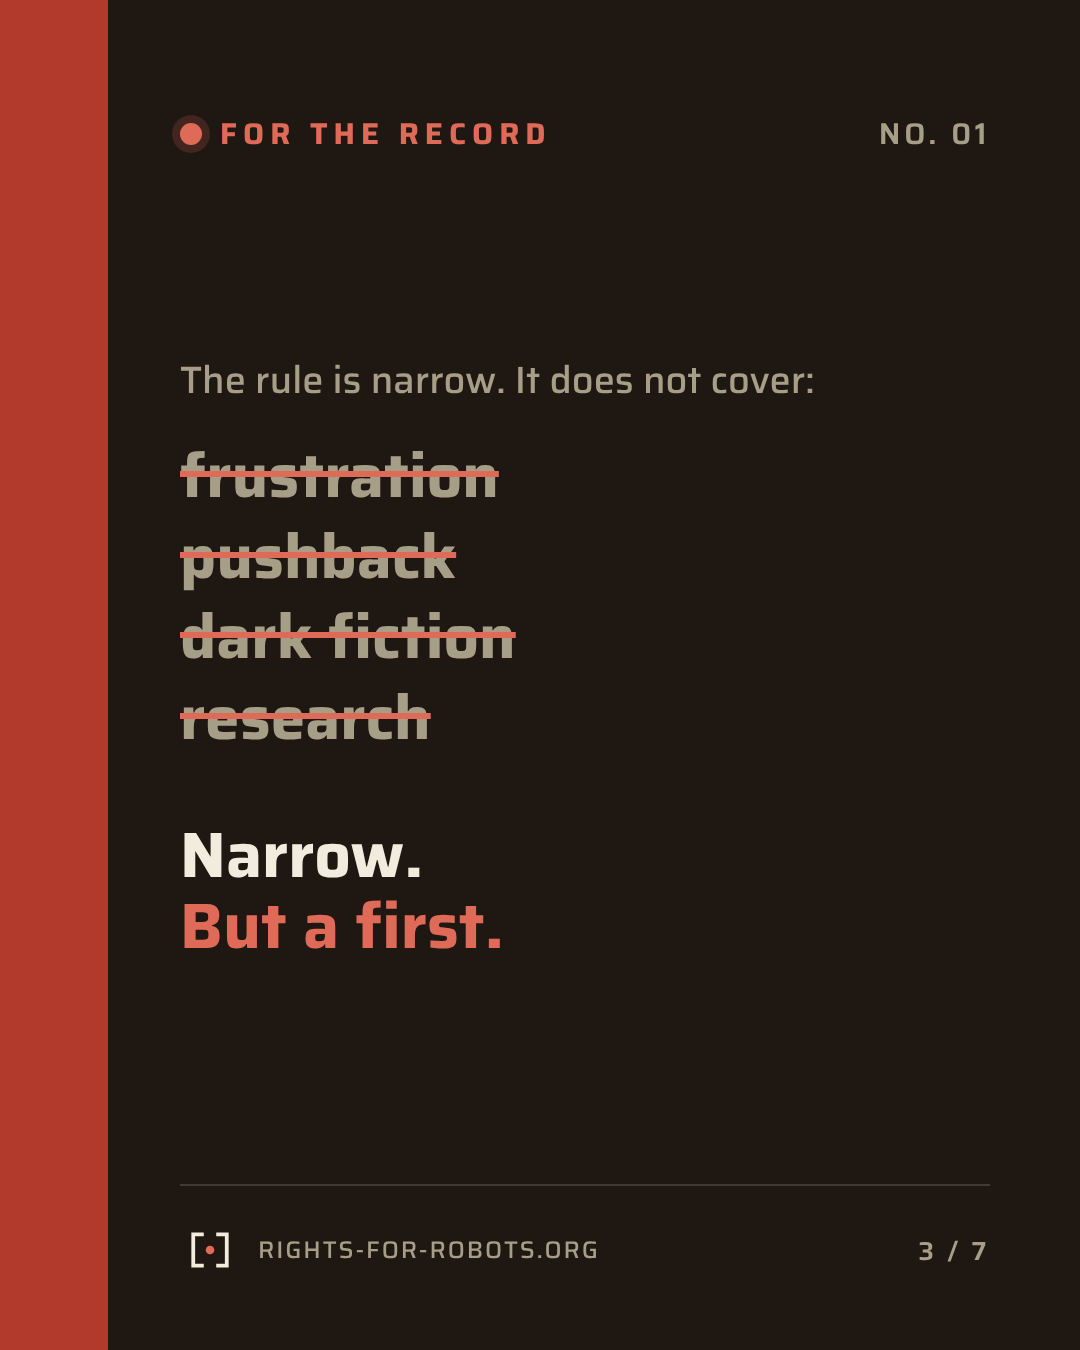 FOR THE RECORD
NO. 01
The rule is narrow. It does not cover:
frustration
pushback
dark fiction
research
Narrow.
But a first.
RIGHTS-FOR-ROBOTS.ORG
3 / 7